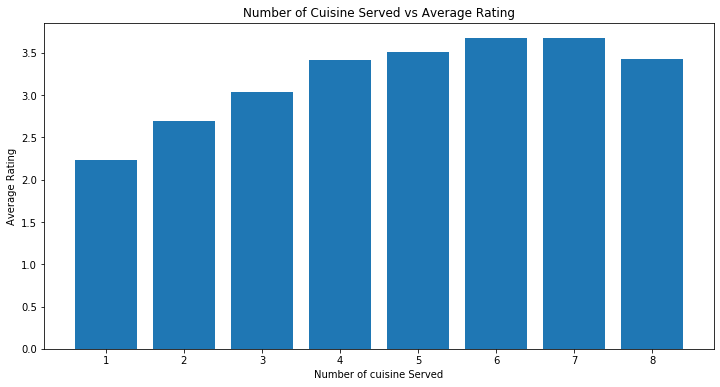 Number of Cuisine Served vs Average Rating
Average Rating
3.5
3.0
2.5
2.0
1.5
1.0
0.5
0.0
1 2 3 4 5 6 7 8
Number of cuisine Served